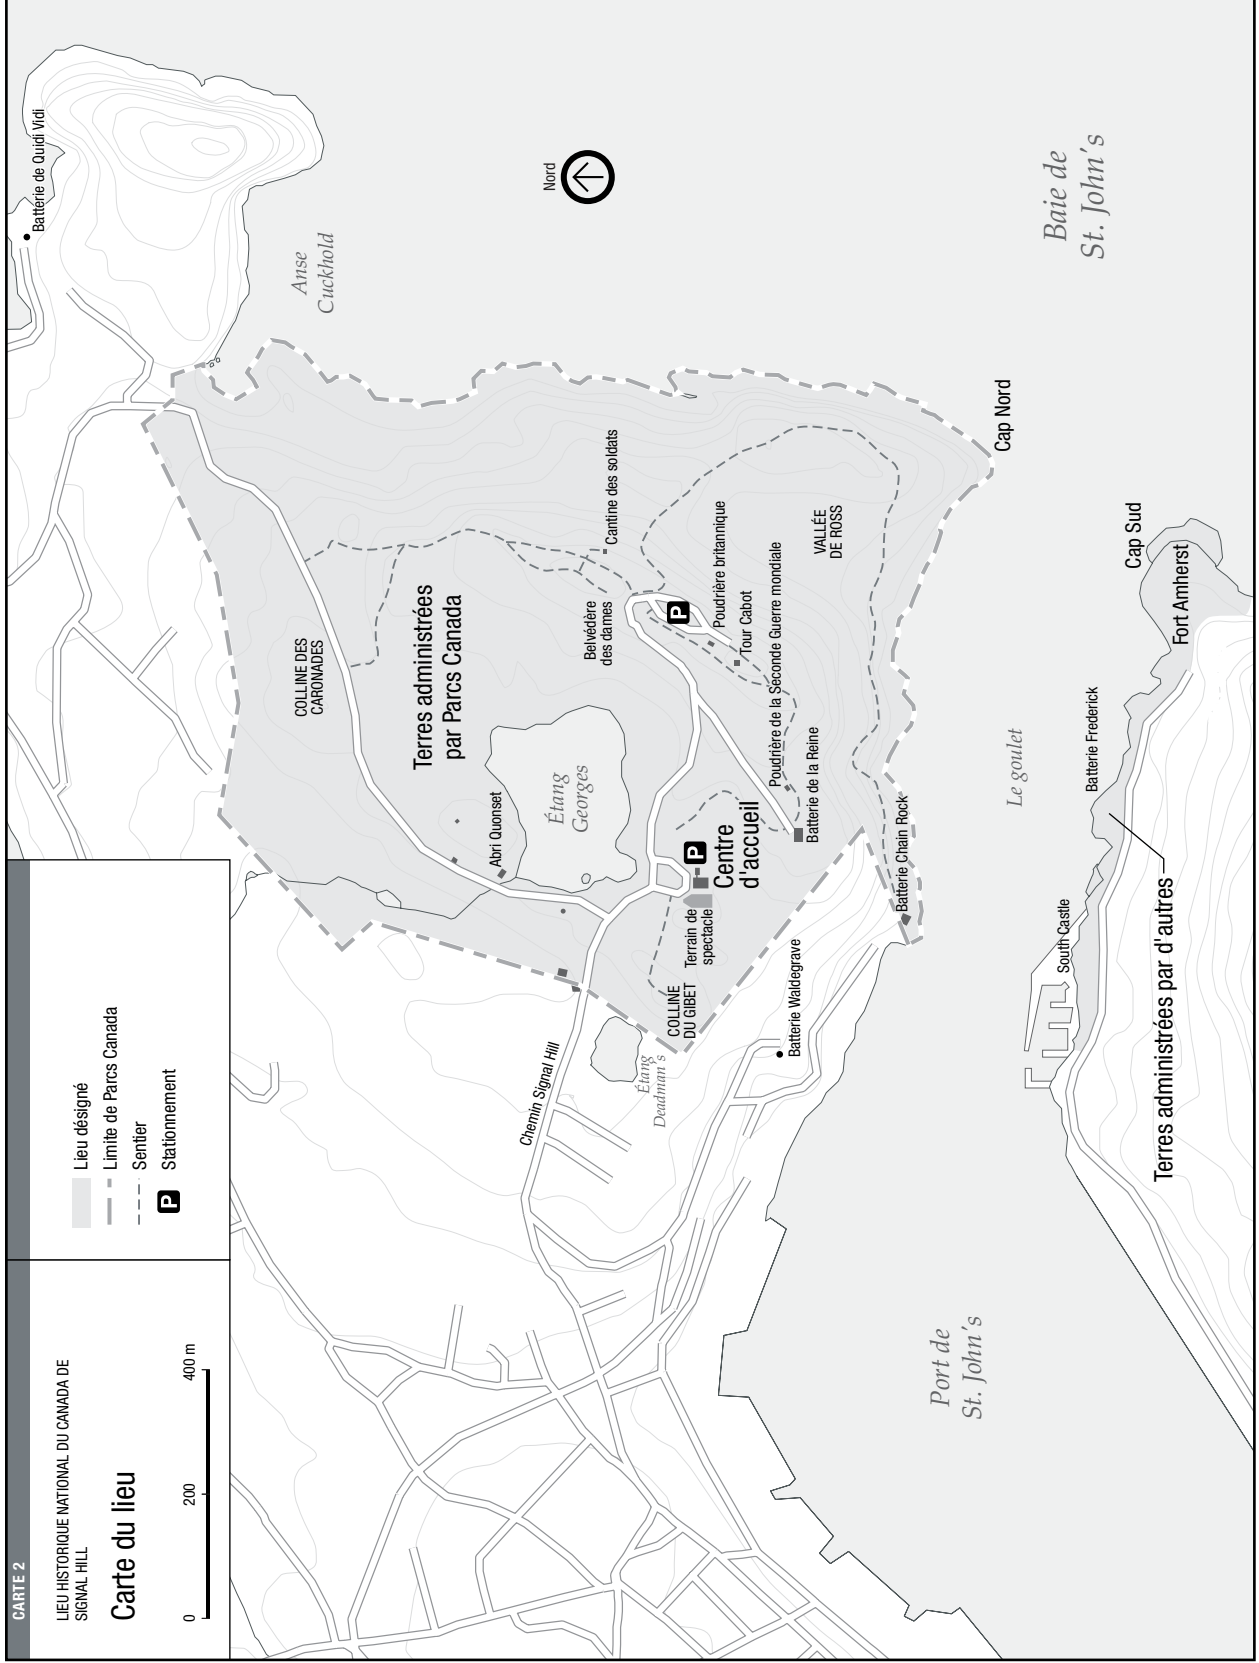 CARTE 2
LIEU HISTORIQUE NATIONAL DU CANADA DE
SIGNAL HILL
Carte du lieu
0
200
400 m
Lieu désigné
Limite de Parcs Canada
Sentier
P
Stationnement
Batterie de Quidi Vidi
Anse
Cuckhold
Nord
Baie de
St. John's
COLLINE DES
CARONADES
Terres administrées
par Parcs Canada
Cantine des soldats
Belvédère
des dames
P
Poudrière britannique
Tour Cabot
Poudrière de la Seconde Guerre mondiale
VALLÉE
DE ROSS
Cap Nord
Abri Quonset
Étang
Georges
P
Centre
d'accueil
Batterie de la Reine
Terrain de
spectacle
COLLINE
DU GIBET
Batterie Chain Rock
Batterie Waldegrave
Chemin Signal Hill
Étang
Deadman's
Le goulet
Cap Sud
Fort Amherst
Batterie Frederick
South Castle
Terres administrées par d'autres
Port de
St. John's